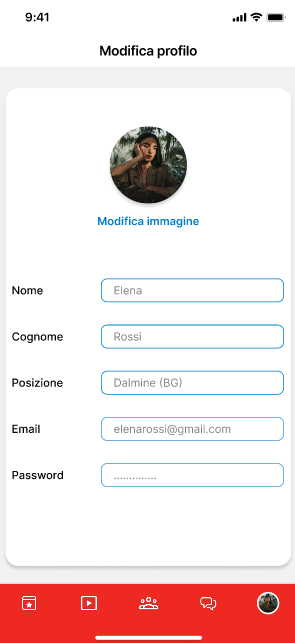 9:41
Modifica profilo
Modifica immagine
Nome Elena
Cognome Rossi
Posizione Dalmine (BG)
Email elenarossi@gmail.com
Password ..............